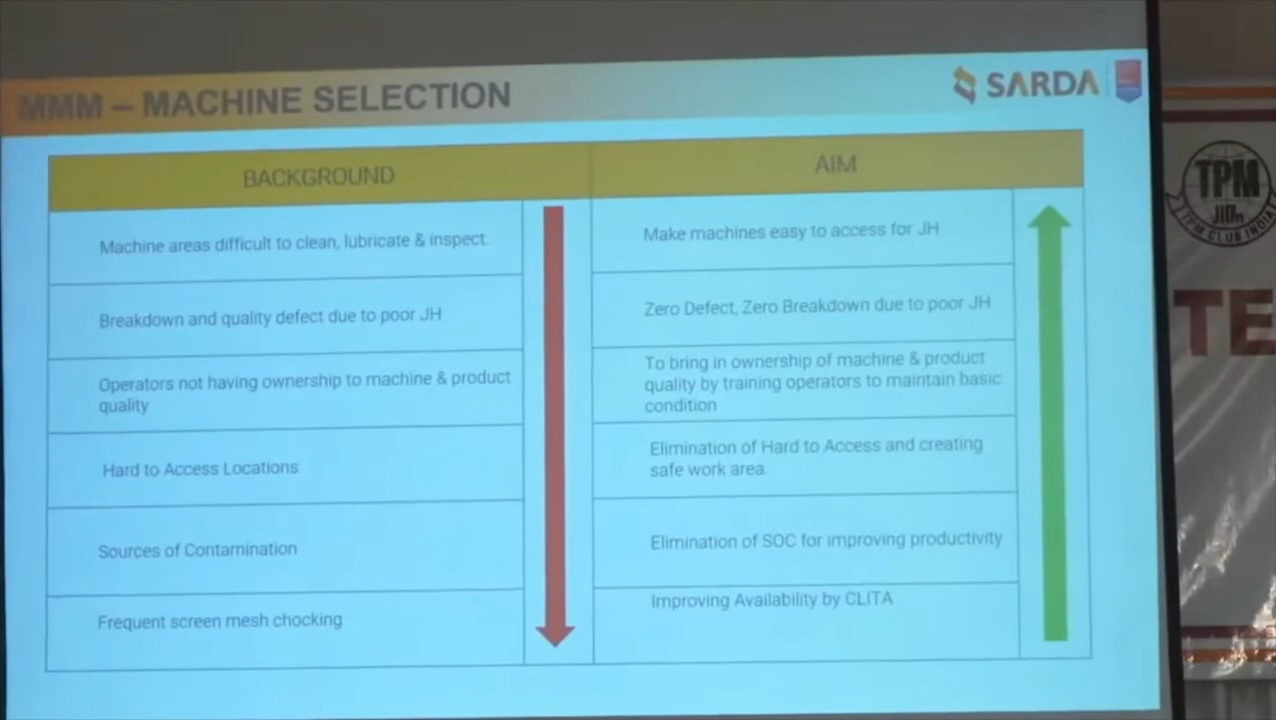 MMM – MACHINE SELECTION
SARDA
BACKGROUND
AIM
Machine areas difficult to clean, lubricate & inspect.
Make machines easy to access for JH
Breakdown and quality defect due to poor JH
Zero Defect, Zero Breakdown due to poor JH
Operators not having ownership to machine & product
quality
To bring in ownership of machine & product
quality by training operators to maintain basic
condition
Hard to Access Locations
Elimination of Hard to Access and creating
safe work area.
Sources of Contamination
Elimination of SOC for improving productivity
Frequent screen mesh chocking
Improving Availability by CLITA
TPM
TPM CLUB INDIA
TE